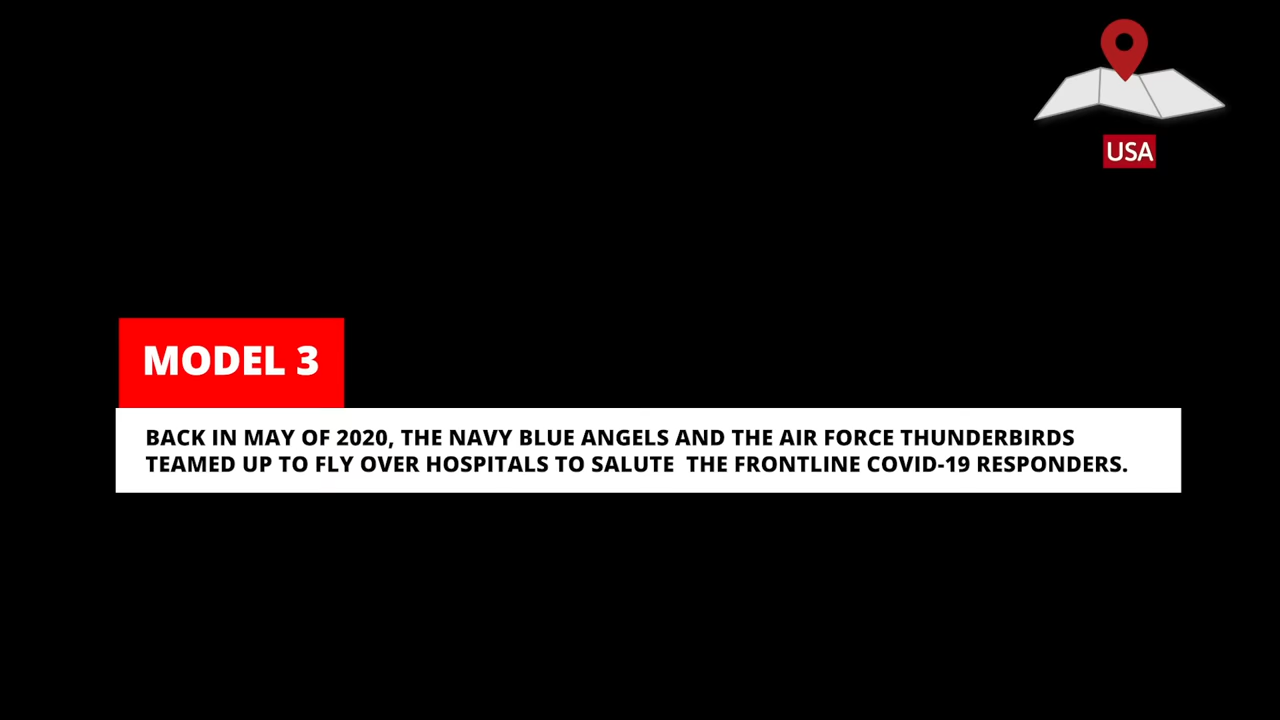 USA
MODEL 3
BACK IN MAY OF 2020, THE NAVY BLUE ANGELS AND THE AIR FORCE THUNDERBIRDS
TEAMED UP TO FLY OVER HOSPITALS TO SALUTE  THE FRONTLINE COVID-19 RESPONDERS.